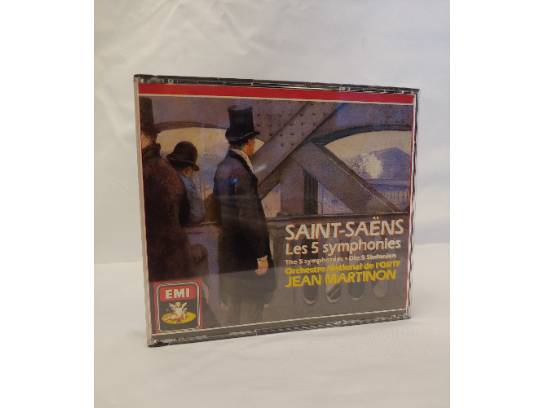 SAINT-SAËNS
Les 5 symphonies
The 5 symphonies • Die 5 Sinfonien
Orchestre National de l'ORTF
JEAN MARTINON
EMI